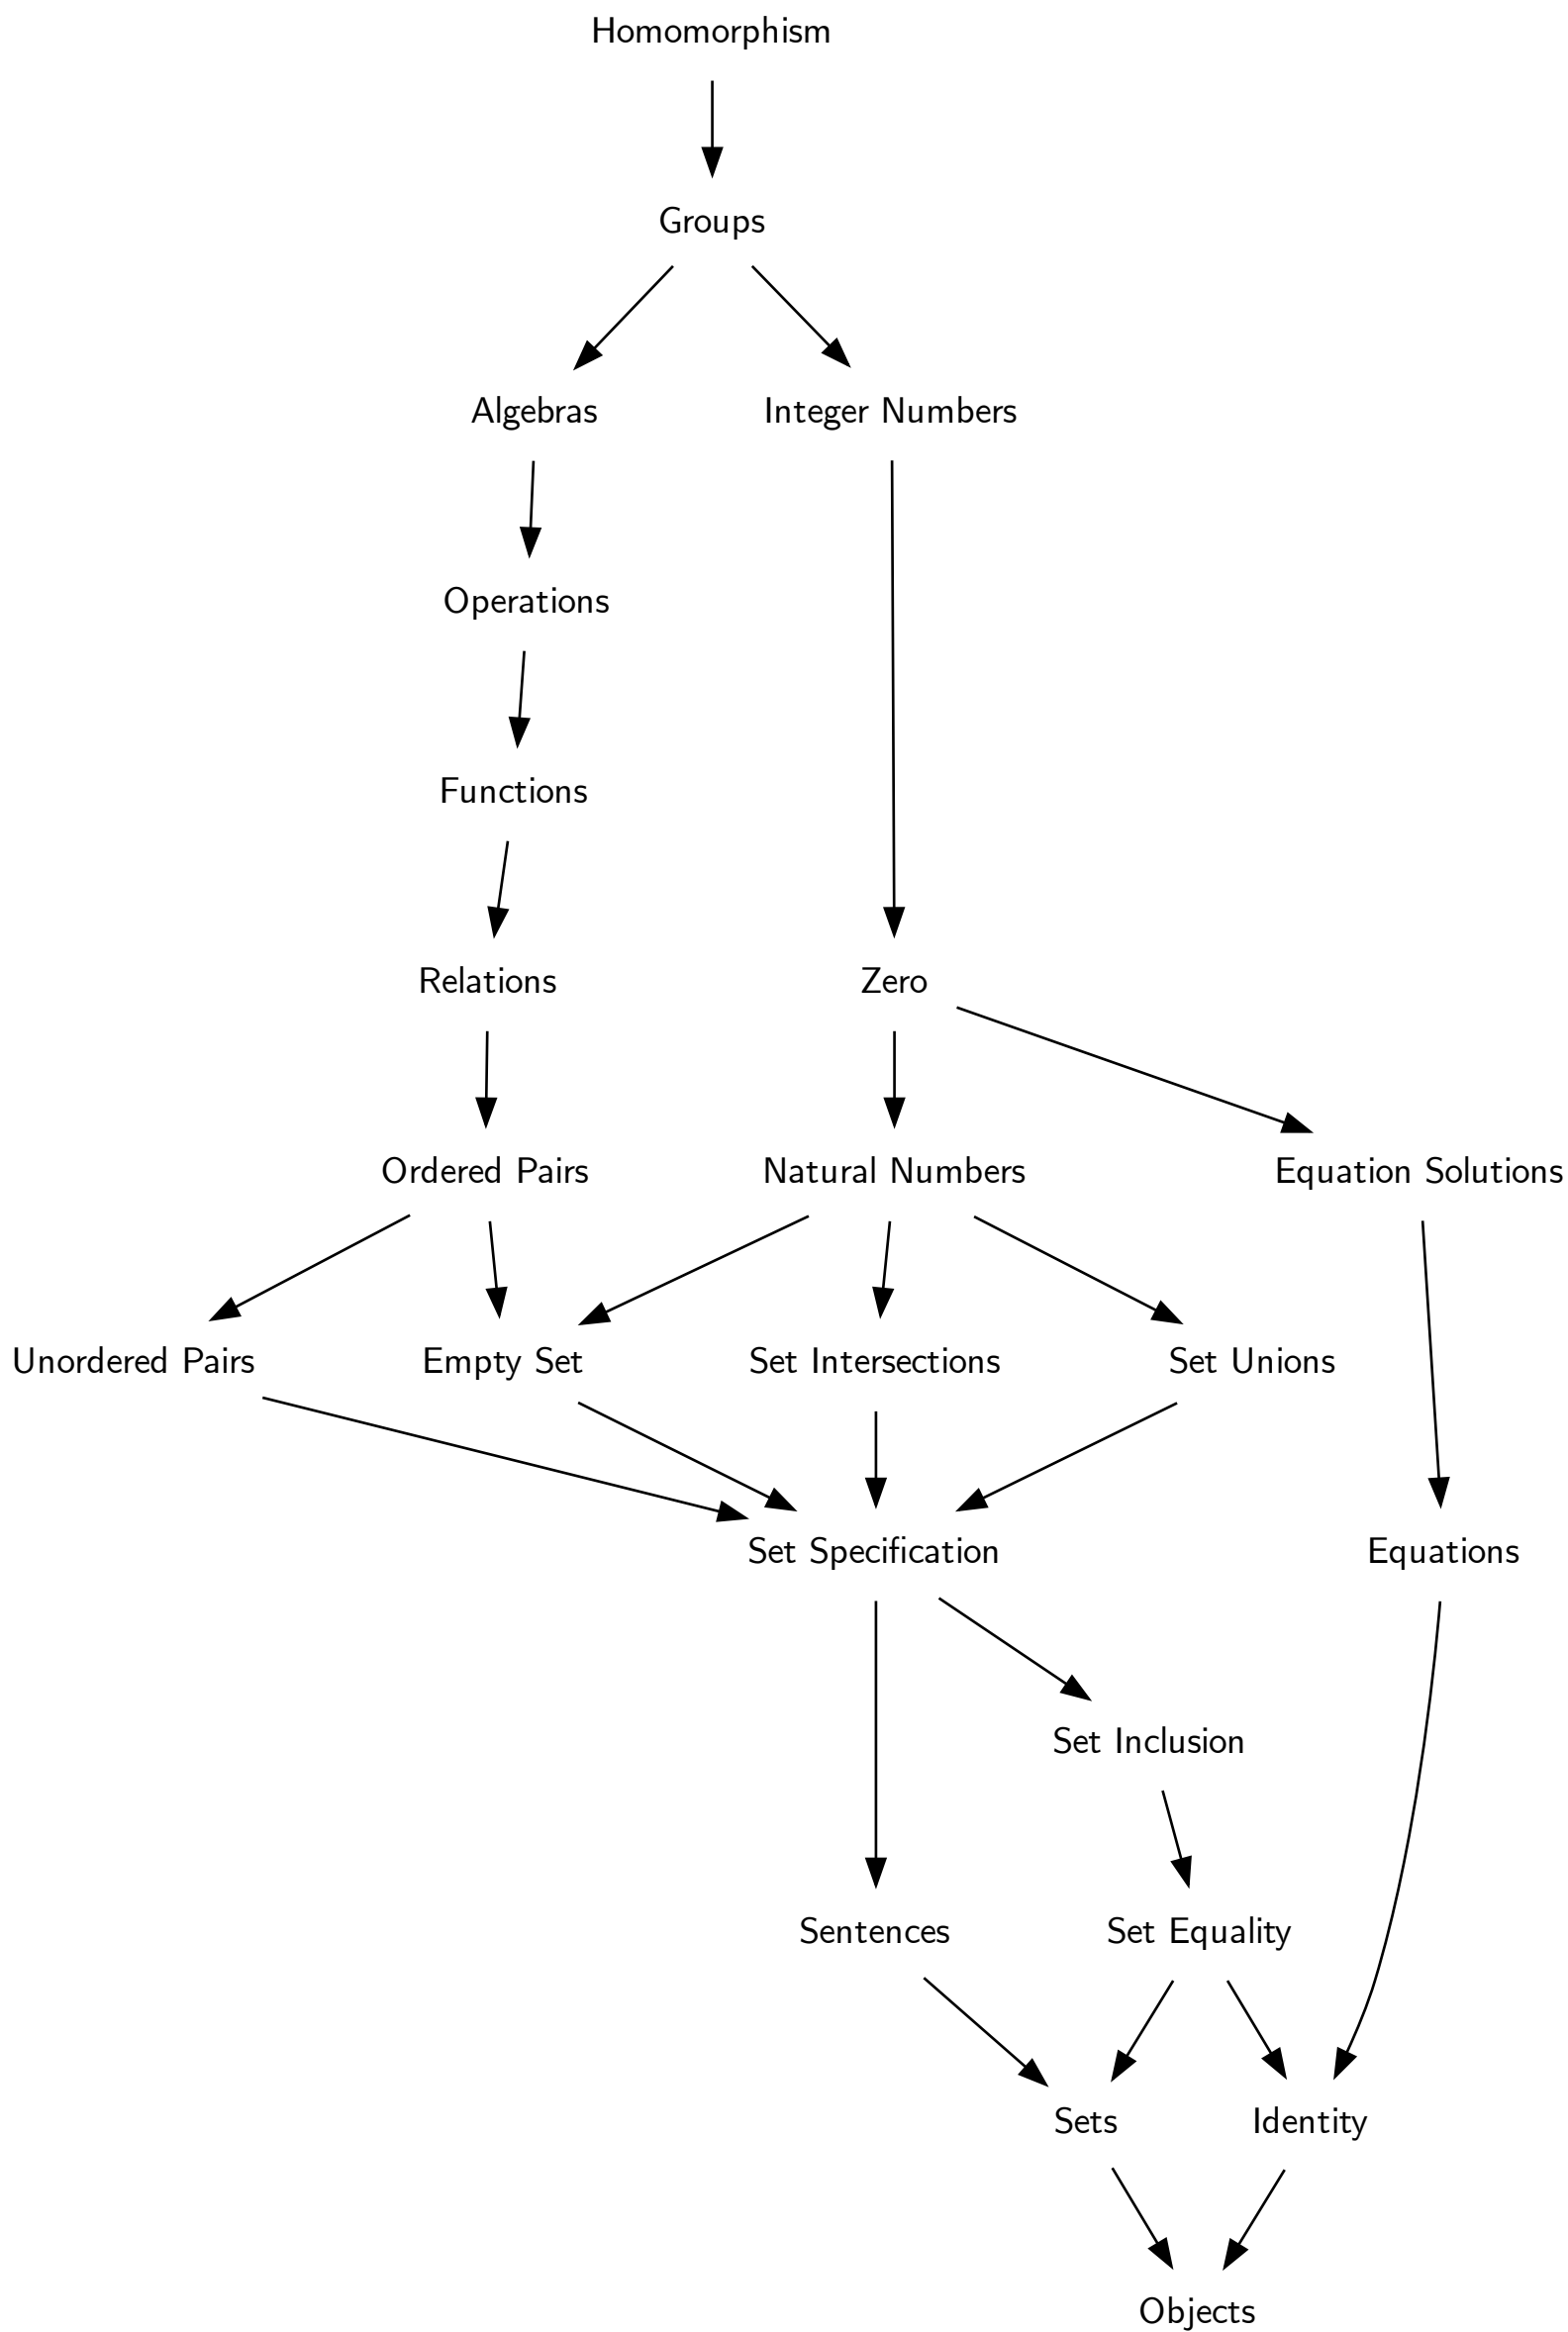 Homomorphism
Groups
Algebras
Integer Numbers
Operations
Functions
Relations
Zero
Ordered Pairs
Natural Numbers
Equation Solutions
Unordered Pairs
Empty Set
Set Intersections
Set Unions
Set Specification
Equations
Set Inclusion
Sentences
Set Equality
Sets
Identity
Objects